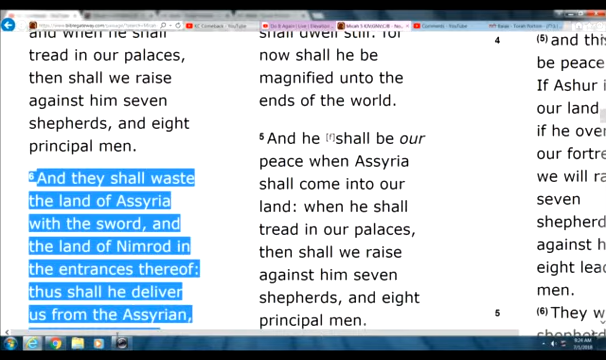 KC Comeback - YouTube
Comments - YouTube
and when he shall
tread in our palaces,
then shall we raise
against him seven
shepherds, and eight
principal men.
6 And they shall waste
the land of Assyria
with the sword, and
the land of Nimrod in
the entrances thereof:
thus shall he deliver
us from the Assyrian,
shall dwell still: for
now shall he be
magnified unto the
ends of the world.
5 And he [f]shall be our
peace when Assyria
shall come into our
land: when he shall
tread in our palaces,
then shall we raise
against him seven
shepherds, and eight
principal men.
4
(5) and this
be peace
If Ashur i
our land
if he over
our fortre
we will ra
seven
shepherd
against h
eight lead
men.
5
(6) They w